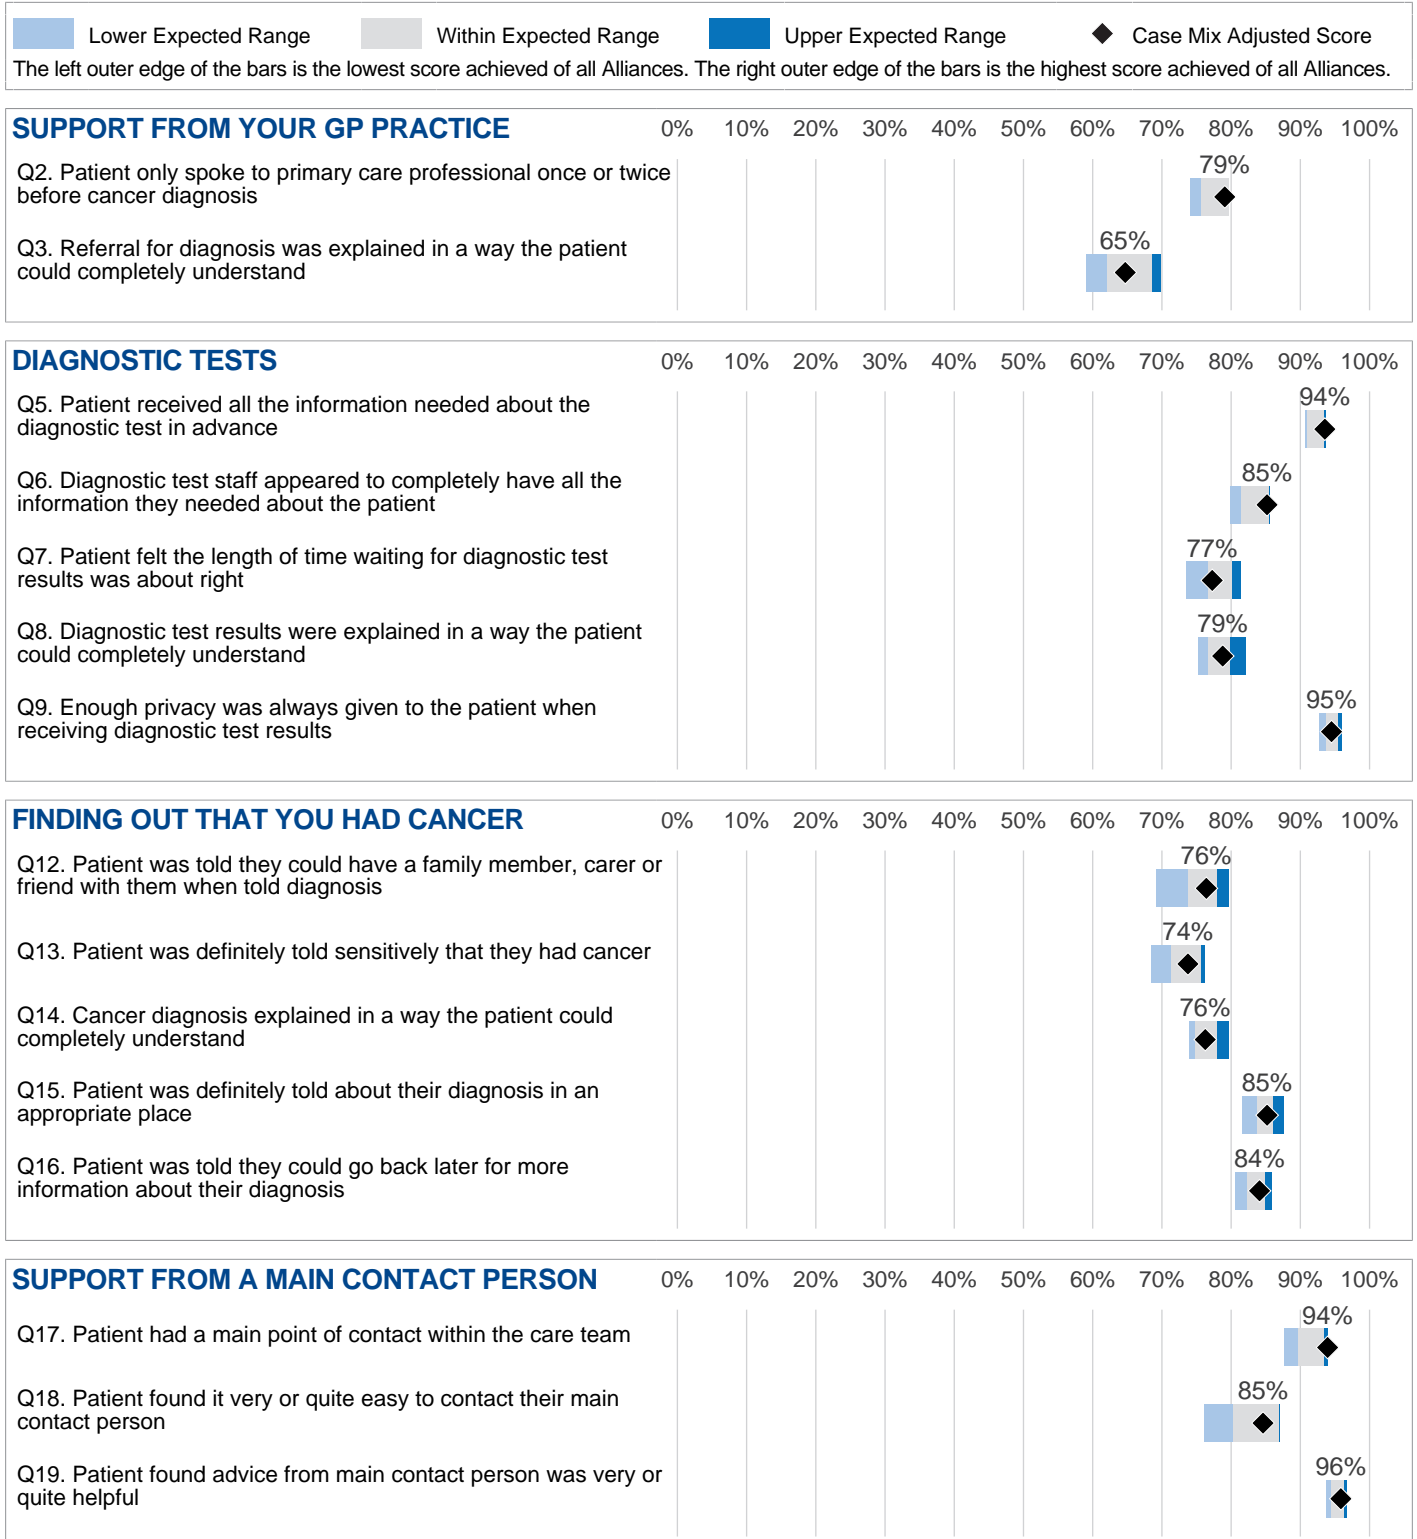 Lower Expected Range Within Expected Range Upper Expected Range Case Mix Adjusted Score
The left outer edge of the bars is the lowest score achieved of all Alliances. The right outer edge of the bars is the highest score achieved of all Alliances.
SUPPORT FROM YOUR GP PRACTICE 0% 10% 20% 30% 40% 50% 60% 70% 80% 90% 100%
Q2. Patient only spoke to primary care professional once or twice
before cancer diagnosis
79%
Q3. Referral for diagnosis was explained in a way the patient
could completely understand
65%
DIAGNOSTIC TESTS 0% 10% 20% 30% 40% 50% 60% 70% 80% 90% 100%
Q5. Patient received all the information needed about the
diagnostic test in advance
94%
Q6. Diagnostic test staff appeared to completely have all the
information they needed about the patient
85%
Q7. Patient felt the length of time waiting for diagnostic test
results was about right
77%
Q8. Diagnostic test results were explained in a way the patient
could completely understand
79%
Q9. Enough privacy was always given to the patient when
receiving diagnostic test results
95%
FINDING OUT THAT YOU HAD CANCER 0% 10% 20% 30% 40% 50% 60% 70% 80% 90% 100%
Q12. Patient was told they could have a family member, carer or
friend with them when told diagnosis
76%
Q13. Patient was definitely told sensitively that they had cancer
74%
Q14. Cancer diagnosis explained in a way the patient could
completely understand
76%
Q15. Patient was definitely told about their diagnosis in an
appropriate place
85%
Q16. Patient was told they could go back later for more
information about their diagnosis
84%
SUPPORT FROM A MAIN CONTACT PERSON 0% 10% 20% 30% 40% 50% 60% 70% 80% 90% 100%
Q17. Patient had a main point of contact within the care team
94%
Q18. Patient found it very or quite easy to contact their main
contact person
85%
Q19. Patient found advice from main contact person was very or
quite helpful
96%